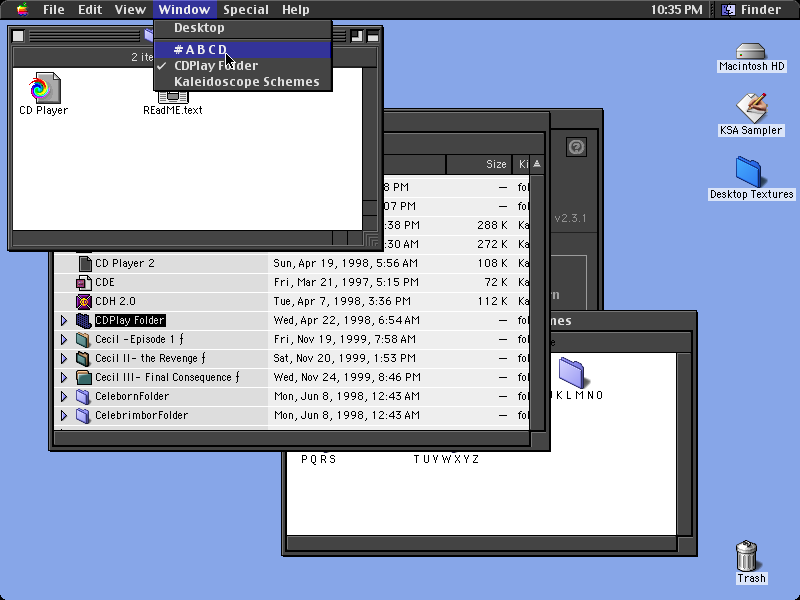 File Edit View Window Special Help 10:35 PM Finder
Desktop
# A B C D
CDPlay Folder
Kaleidoscope Schemes
2 ite
CD Player
REadME.text
Macintosh HD
KSA Sampler
Desktop Textures
Trash
Size Ki
8 PM — fol
07 PM — fol
:38 PM 288 K Ka
:30 AM 272 K Ka
CD Player 2 Sun, Apr 19, 1998, 5:56 AM 108 K Ka
CDE Fri, Mar 21, 1997, 5:15 PM 72 K Ka
CDH 2.0 Tue, Apr 7, 1998, 3:36 PM 112 K Ka
CDPlay Folder Wed, Apr 22, 1998, 6:54 AM — fol
Cecil -Episode 1 ƒ Fri, Nov 19, 1999, 7:58 AM — fol
Cecil II- the Revenge ƒ Sat, Nov 20, 1999, 1:53 PM — fol
Cecil III- Final Consequence ƒ Wed, Nov 24, 1999, 8:46 PM — fol
CelebornFolder Mon, Jun 8, 1998, 12:43 AM — fol
CelebrimborFolder Mon, Jun 8, 1998, 12:43 AM — fol
v2.3.1
rn
mes
e
J K L M N O
P Q R S
T U V W X Y Z